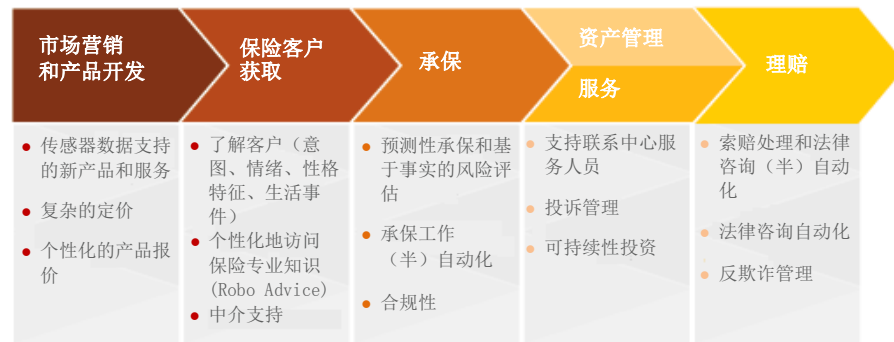 市场营销
和产品开发
保险客户
获取
承保
资产管理
服务
理赔
传感器数据支持
的新产品和服务
复杂的定价
个性化的产品报
价
了解客户（意
图、情绪、性格
特征、生活事
件）
个性化地访问
保险专业知识
(Robo Advice)
中介支持
预测性承保和基
于事实的风险评
估
承保工作
（半）自动化
合规性
支持联系中心服
务人员
投诉管理
可持续性投资
索赔处理和法律
咨询（半）自动
化
法律咨询自动化
反欺诈管理